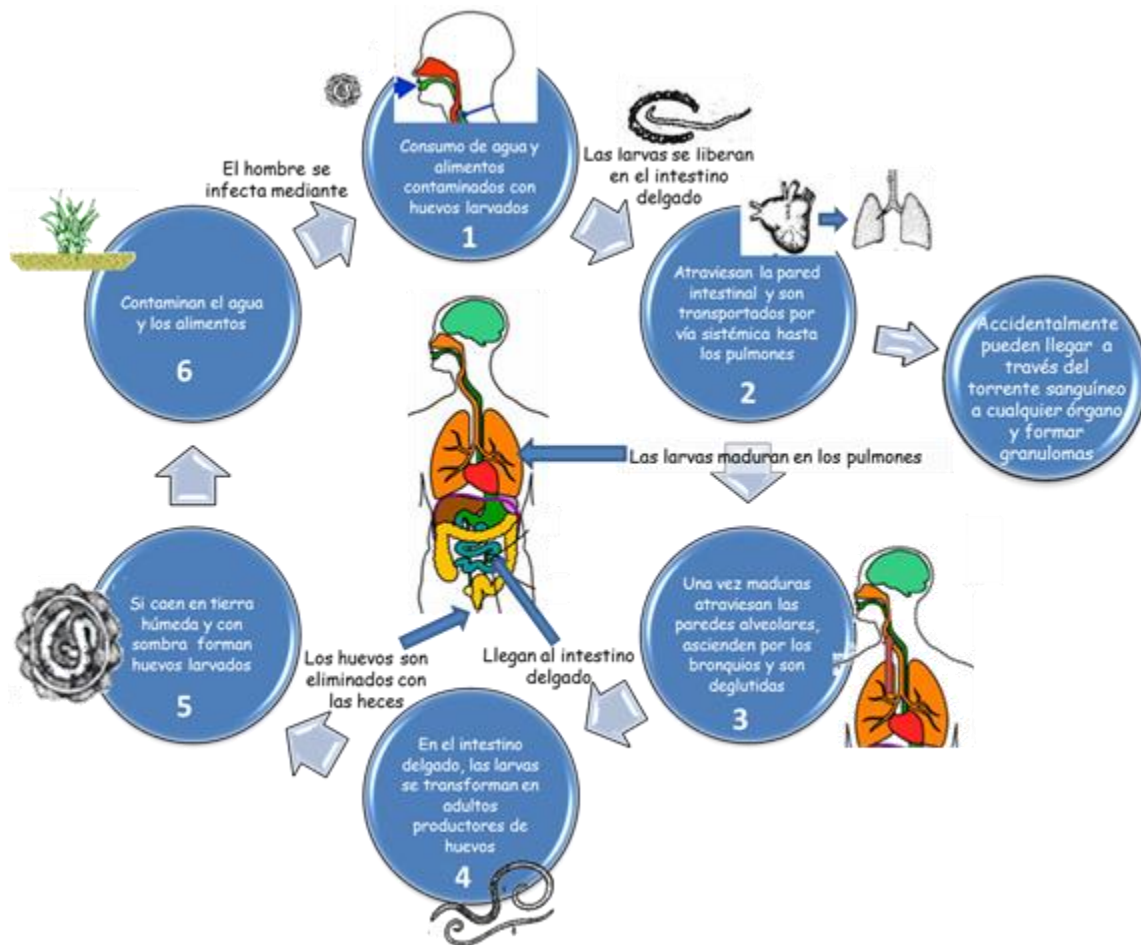 Consumo de agua y
alimentos
contaminados con
huevos larvados
1
Las larvas se liberan
en el intestino
delgado
Atraviesan la pared
intestinal y son
transportados por
vía sistémica hasta
los pulmones
2
Accidentalmente
pueden llegar a
través del
torrente sanguíneo
a cualquier órgano
y formar
granulomas
Las larvas maduran en los pulmones
Una vez maduras
atraviesan las
paredes alveolares,
ascienden por los
bronquios y son
deglutidas
3
Llegan al intestino
delgado
En el intestino
delgado, las larvas
se transforman en
adultos
productores de
huevos
4
Los huevos son
eliminados con
las heces
Si caen en tierra
húmeda y con
sombra forman
huevos larvados
5
Contaminan el agua
y los alimentos
6
El hombre se
infecta mediante